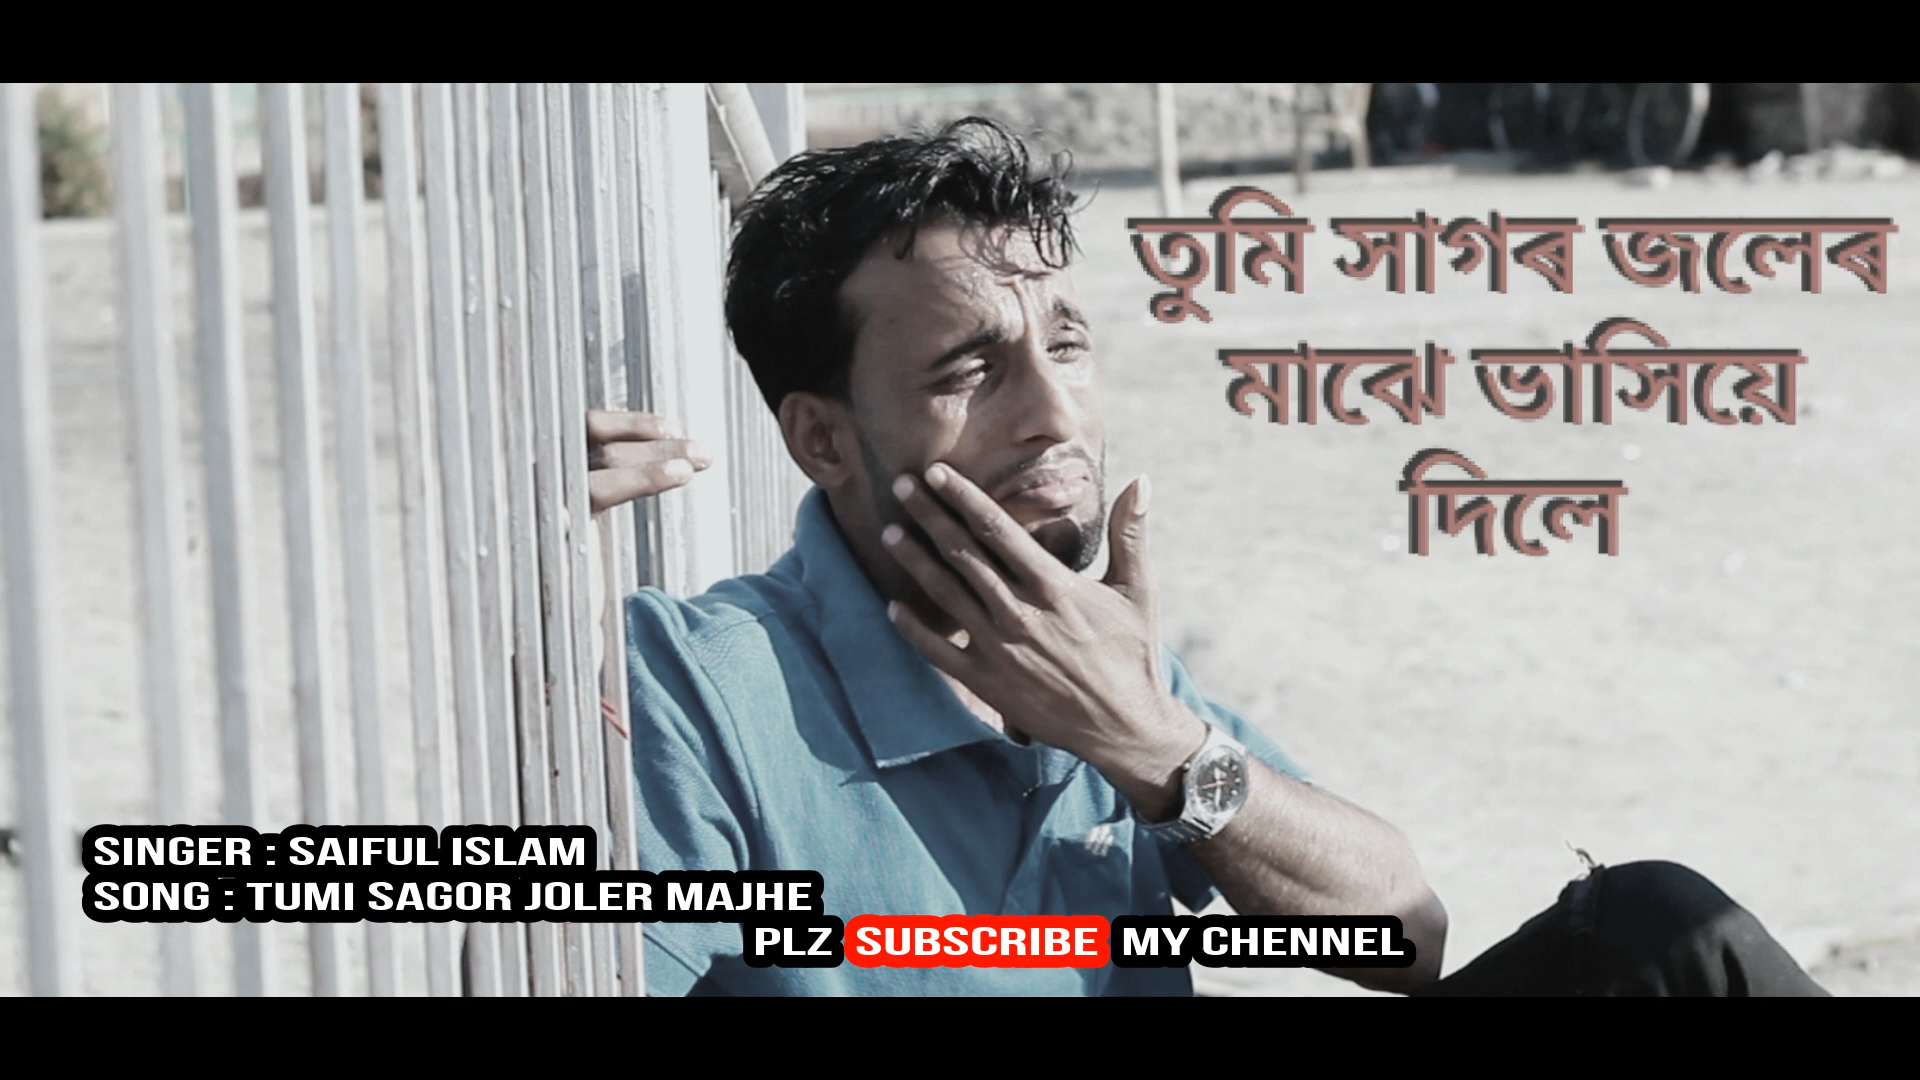 তুমি সাগৰ জলেৰ
মাঝে ভাসিয়ে
দিলে
SINGER : SAIFUL ISLAM
SONG : TUMI SAGOR JOLER MAJHE
PLZ SUBSCRIBE MY CHENNEL